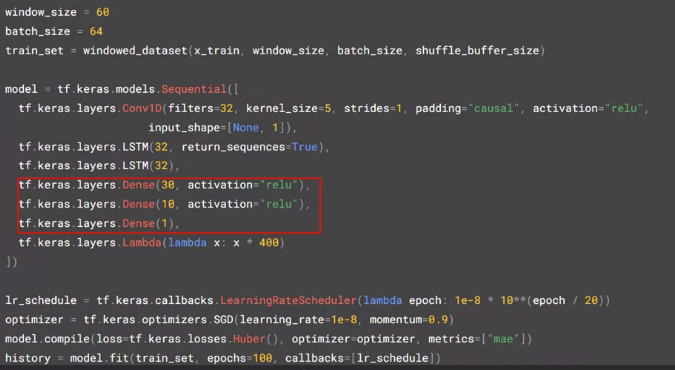 window_size = 60
batch_size = 64
train_set = windowed_dataset(x_train, window_size, batch_size, shuffle_buffer_size)
model = tf.keras.models.Sequential([
tf.keras.layers.Conv1D(filters=32, kernel_size=5, strides=1, padding="causal", activation="relu",
input_shape=[None, 1]),
tf.keras.layers.LSTM(32, return_sequences=True),
tf.keras.layers.LSTM(32),
tf.keras.layers.Dense(30, activation="relu"),
tf.keras.layers.Dense(10, activation="relu"),
tf.keras.layers.Dense(1),
tf.keras.layers.Lambda(lambda x: x * 400)
])
lr_schedule = tf.keras.callbacks.LearningRateScheduler(lambda epoch: 1e-8 * 10**(epoch / 20))
optimizer = tf.keras.optimizers.SGD(learning_rate=1e-8, momentum=0.9)
model.compile(loss=tf.keras.losses.Huber(), optimizer=optimizer, metrics=["mae"])
history = model.fit(train_set, epochs=100, callbacks=[lr_schedule])